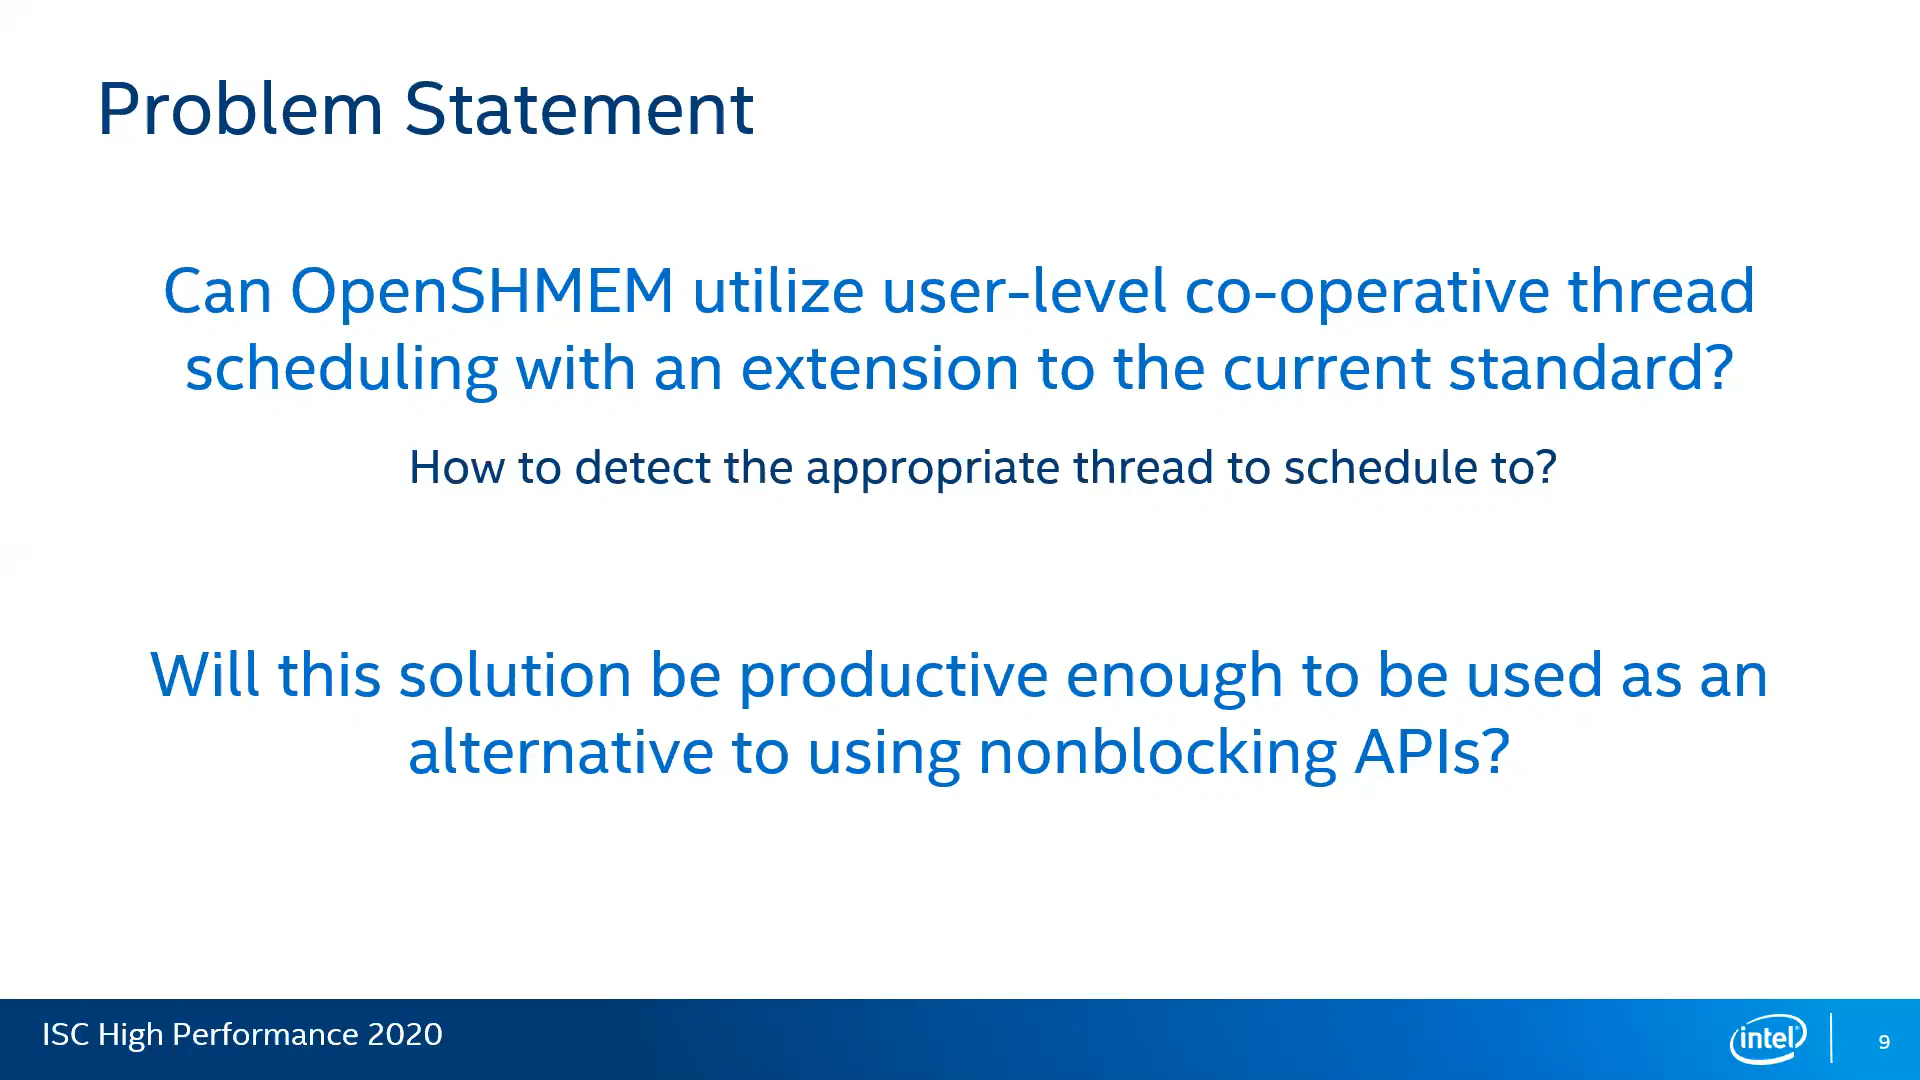 Problem Statement
Can OpenSHMEM utilize user-level co-operative thread
scheduling with an extension to the current standard?
How to detect the appropriate thread to schedule to?
Will this solution be productive enough to be used as an
alternative to using nonblocking APIs?
ISC High Performance 2020
intel
9